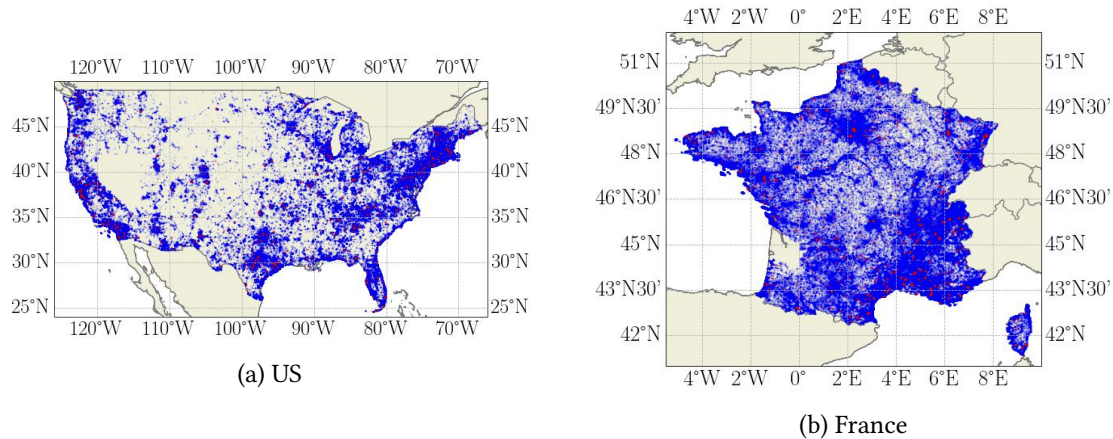 120°W 110°W 100°W 90°W 80°W 70°W
45°N 45°N
40°N 40°N
35°N 35°N
30°N 30°N
25°N 25°N
120°W 110°W 100°W 90°W 80°W 70°W
(a) US
4°W 2°W 0° 2°E 4°E 6°E 8°E
51°N 51°N
49°N30' 49°N30'
48°N 48°N
46°N30' 46°N30'
45°N 45°N
43°N30' 43°N30'
42°N 42°N
4°W 2°W 0° 2°E 4°E 6°E 8°E
(b) France